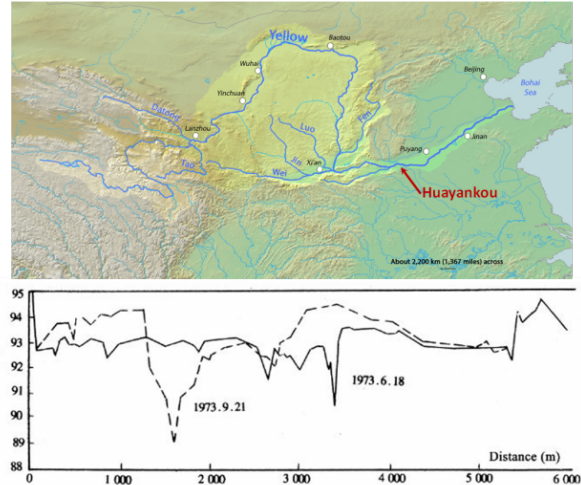 Yellow
Baotou
Wuhai
Beijing
Bohai
Sea
Yinchuan
Datong
Lanzhou
Luo
Fen
Jinan
Puyang
Tao
Jin
Xi'an
Wei
Huayankou
About 2,200 km (1,367 miles) across
95
94
93
92
91
90
89
88
1973.9.21
1973.6.18
Distance (m)
0
1 000
2 000
3 000
4 000
5 000
6 000